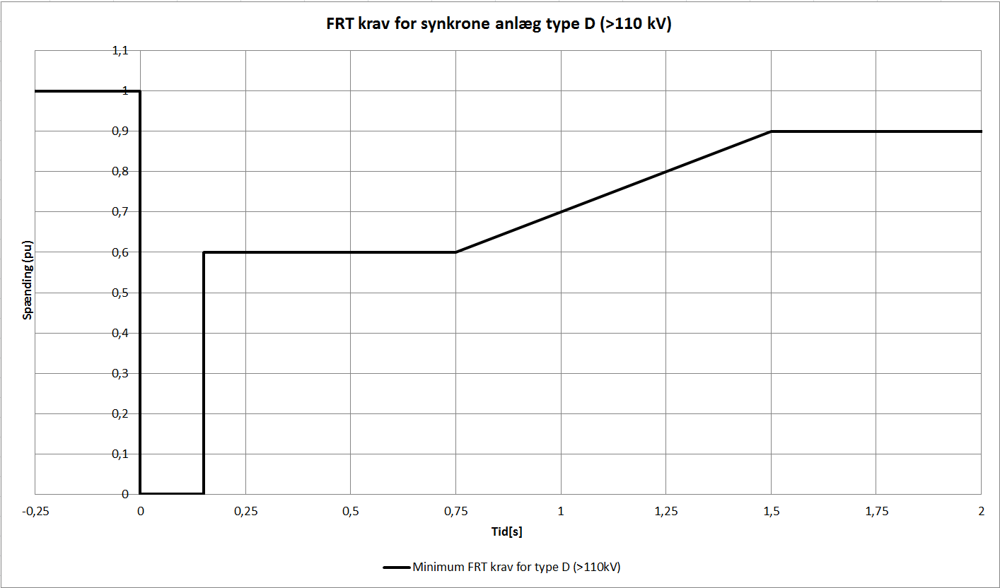 FRT krav for synkrone anlæg type D (>110 kV)
1,1
1
0,9
0,8
0,7
0,6
0,5
0,4
0,3
0,2
0,1
0
Spænding (pu)
-0,25 0 0,25 0,5 0,75 1 1,25 1,5 1,75 2
Tid[s]
Minimum FRT krav for type D (>110kV)